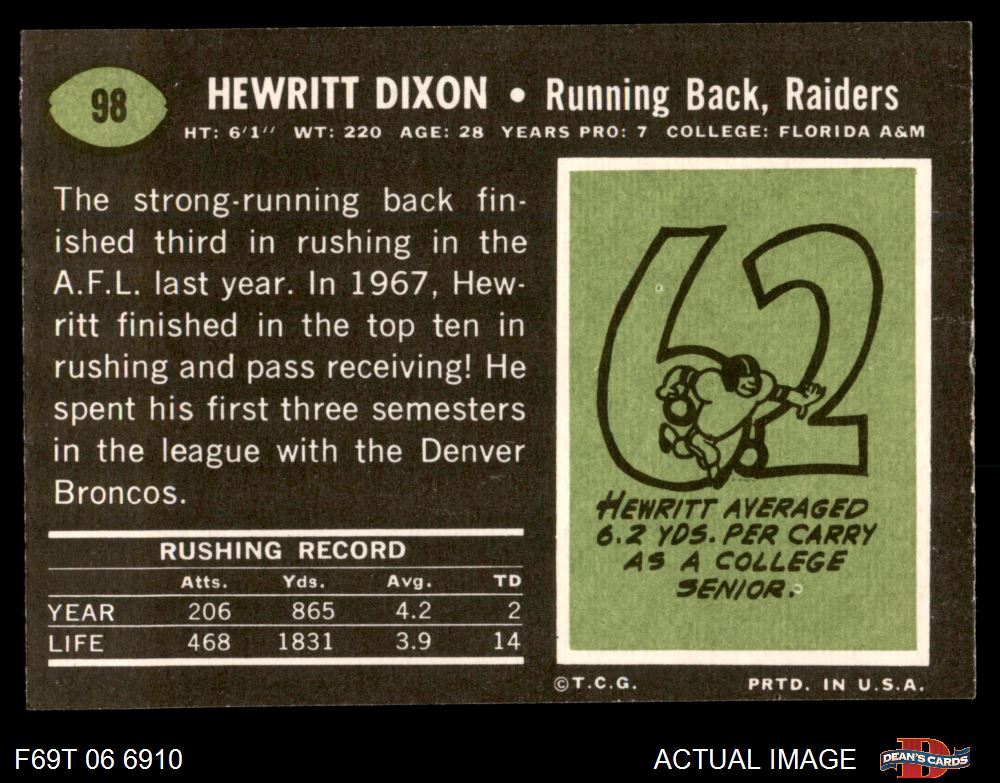 98
HEWRITT DIXON • Running Back, Raiders
HT: 6'1" WT: 220 AGE: 28 YEARS PRO: 7 COLLEGE: FLORIDA A&M
The strong-running back fin-
ished third in rushing in the
A.F.L. last year. In 1967, Hew-
ritt finished in the top ten in
rushing and pass receiving! He
spent his first three semesters
in the league with the Denver
Broncos.
RUSHING RECORD
Atts. Yds. Avg. TD
YEAR 206 865 4.2 2
LIFE 468 1831 3.9 14
62
HEWRITT AVERAGED
6.2 YDS. PER CARRY
AS A COLLEGE
SENIOR.
©T.C.G. PRTD. IN U.S.A.
F69T 06 6910 ACTUAL IMAGE
D
DEAN'S CARDS